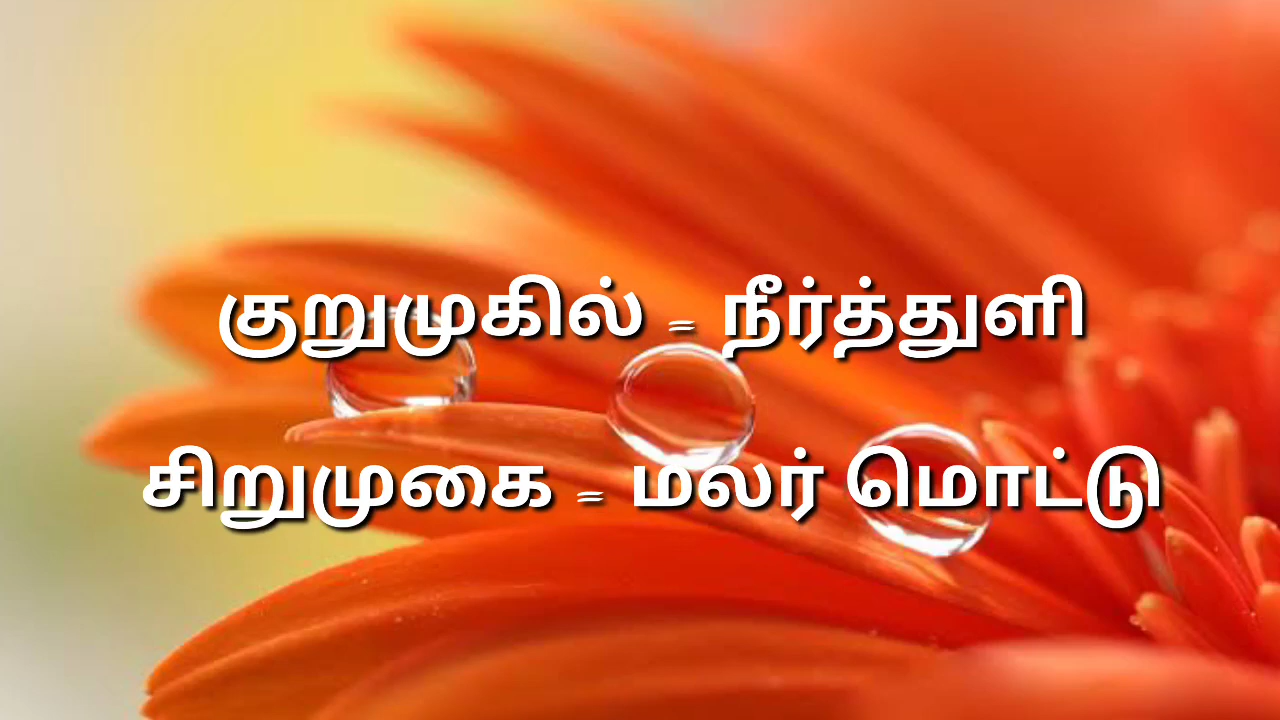 குறுமுகில் = நீர்த்துளி
சிறுமுகை = மலர் மொட்டு